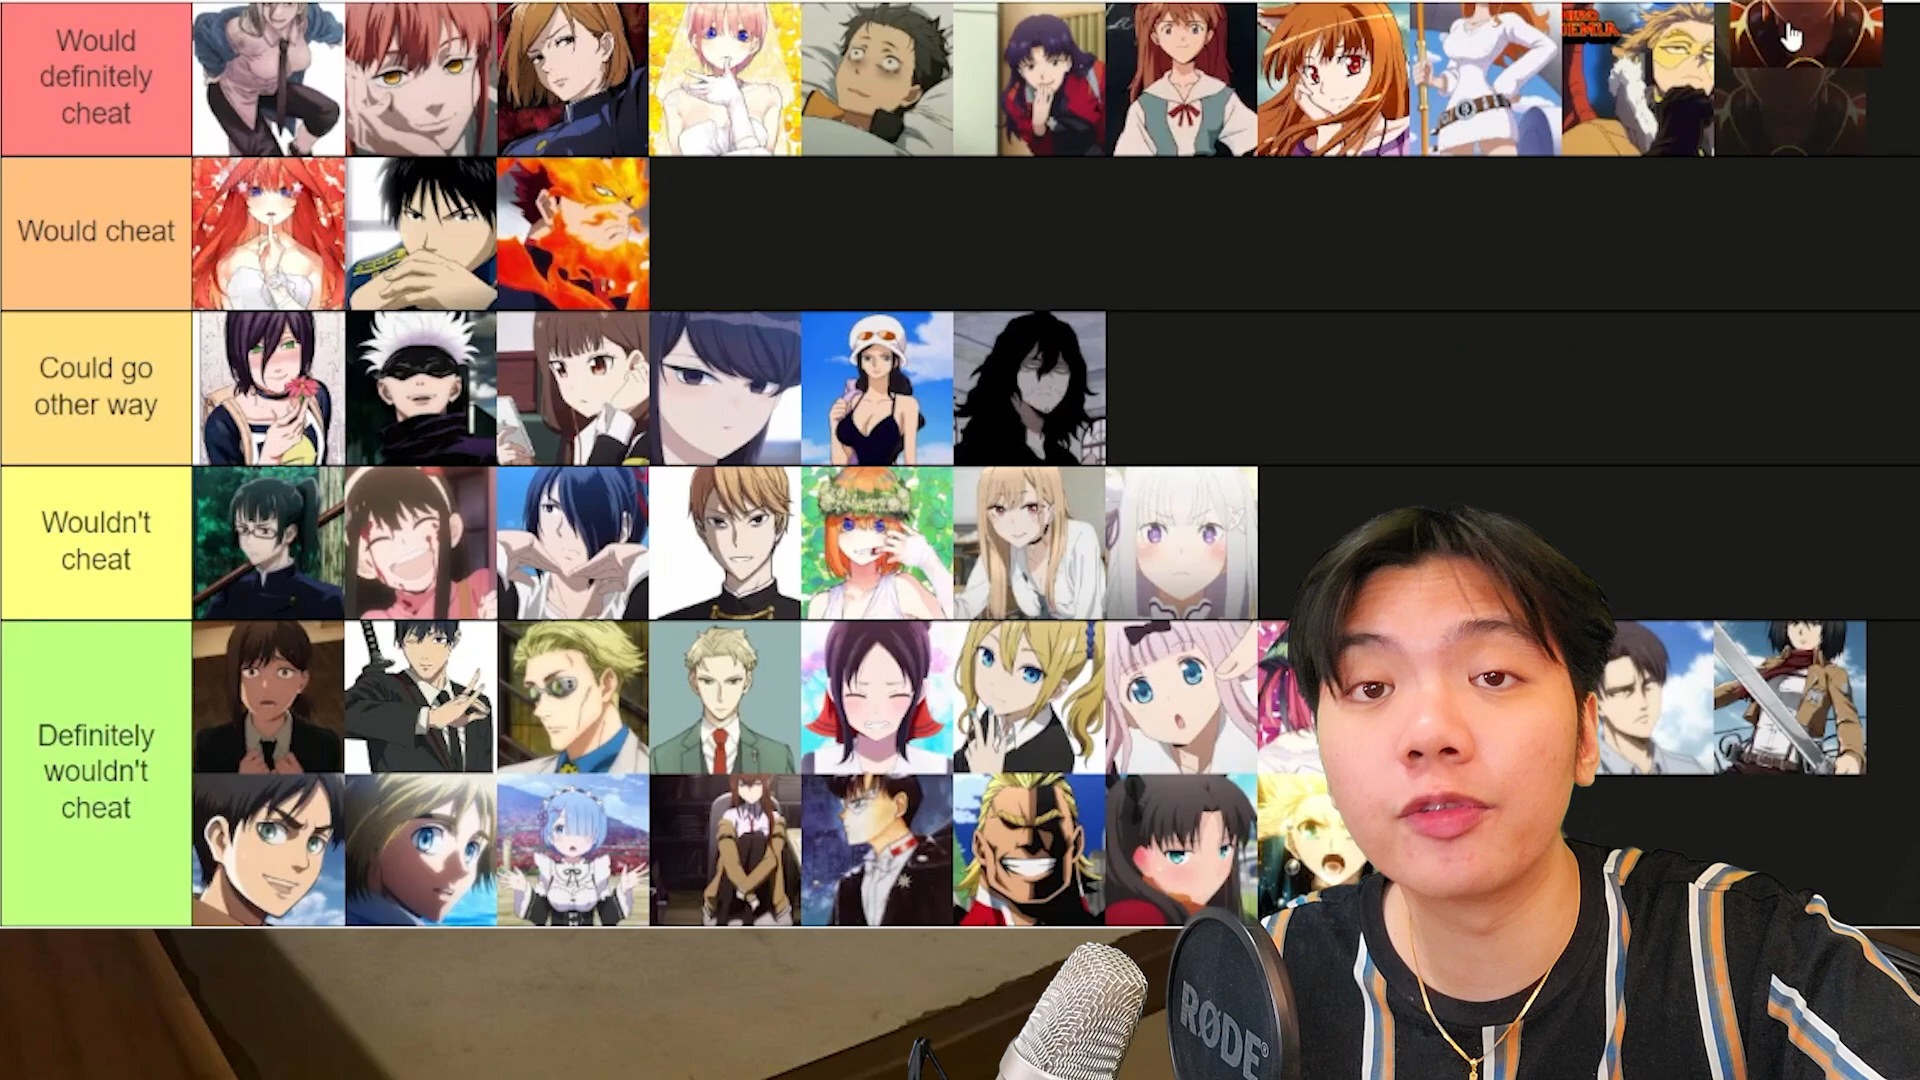 Would
definitely
cheat
Would cheat
Could go
other way
Wouldn't
cheat
Definitely
wouldn't
cheat
RØDE®